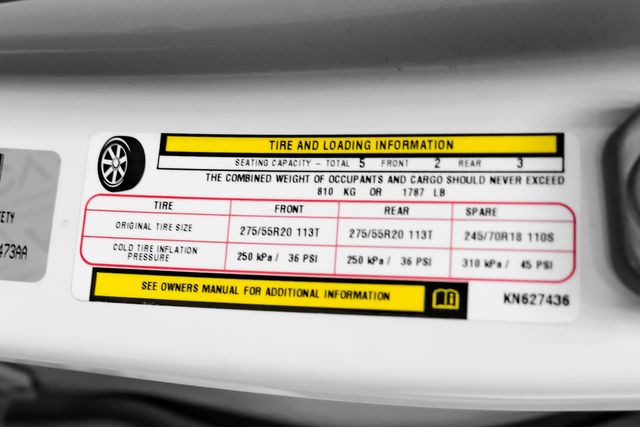 TIRE AND LOADING INFORMATION
SEATING CAPACITY – TOTAL 5 FRONT 2 REAR 3
THE COMBINED WEIGHT OF OCCUPANTS AND CARGO SHOULD NEVER EXCEED
810 KG OR 1787 LB
TIRE FRONT REAR SPARE
ORIGINAL TIRE SIZE 275/55R20 113T 275/55R20 113T 245/70R18 110S
COLD TIRE INFLATION PRESSURE 250 kPa / 36 PSI 250 kPa / 36 PSI 310 kPa / 45 PSI
SEE OWNERS MANUAL FOR ADDITIONAL INFORMATION
KN627436
473AA